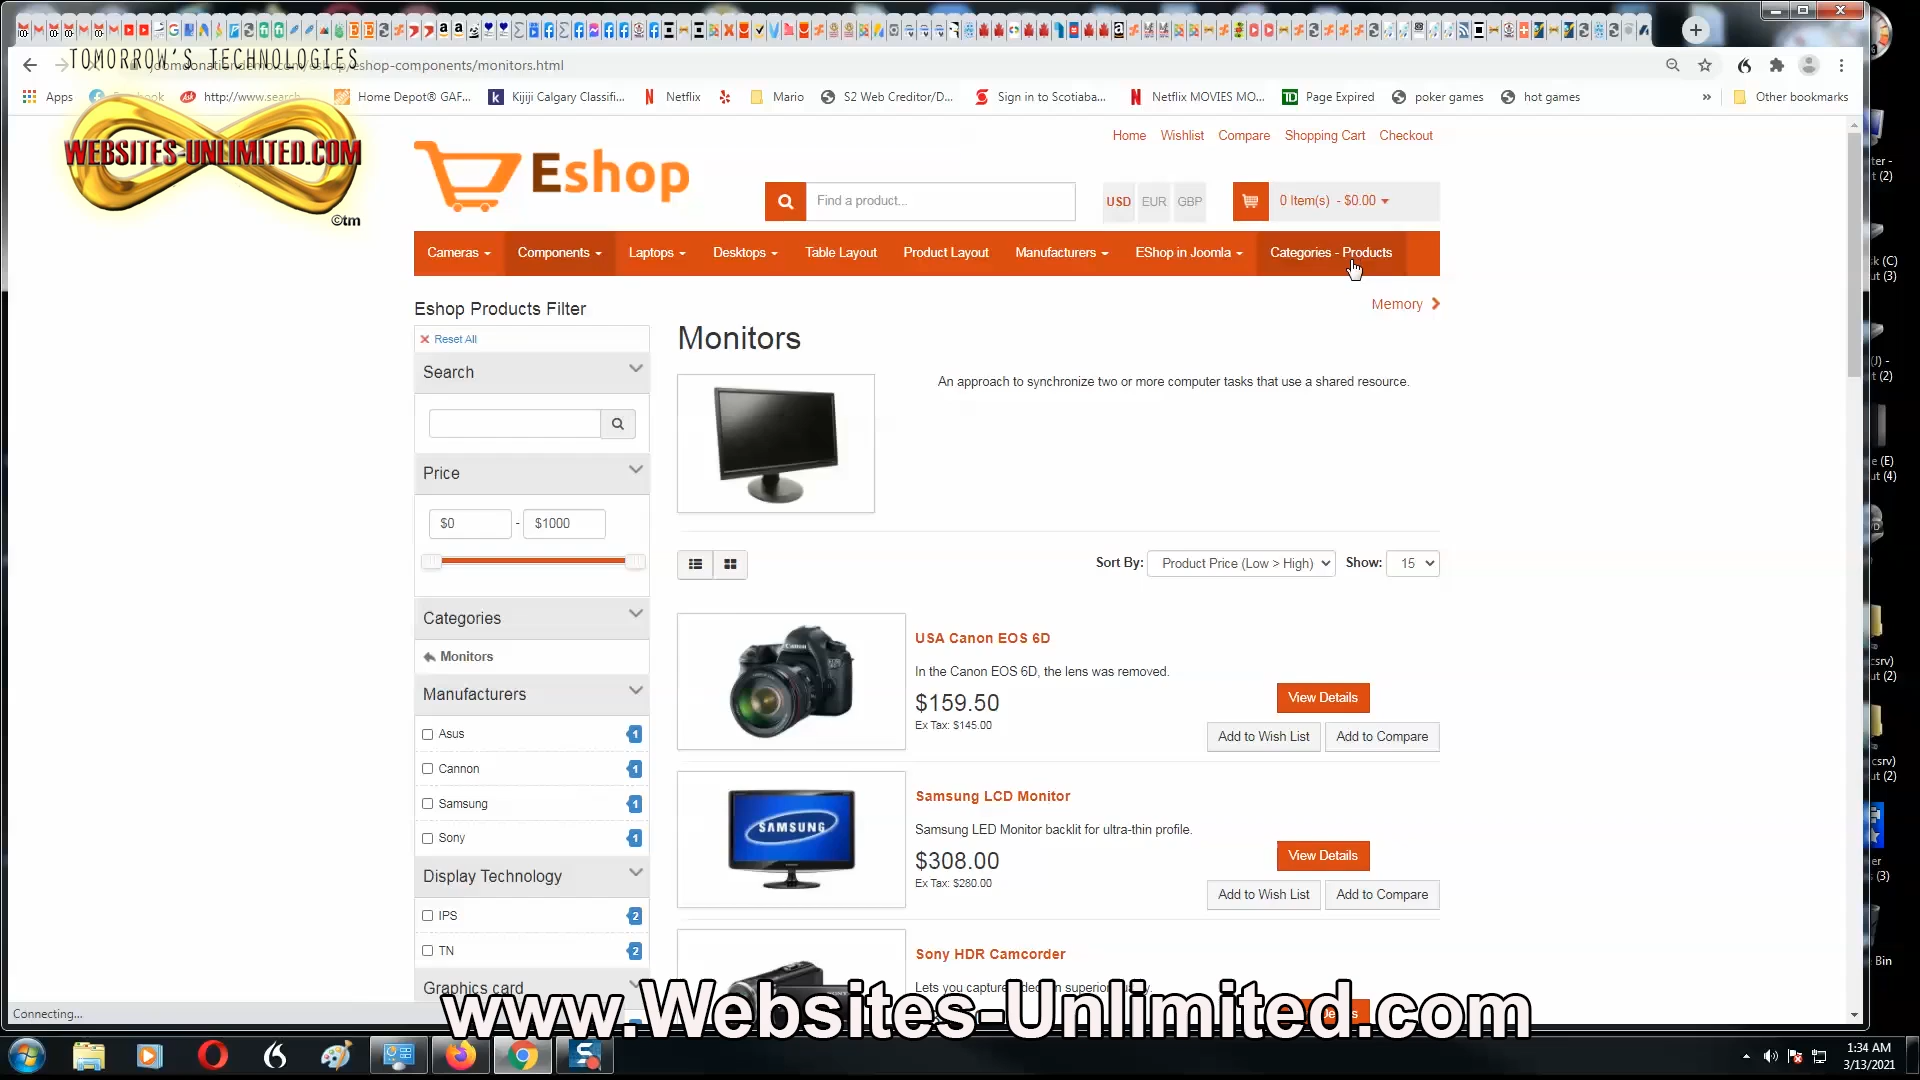 TOMORROW'S TECHNOLOGIES
eshop-components/monitors.html
Apps
http://www.search
Home Depot® GAF...
Kijiji Calgary Classifi...
Netflix
Mario
S2 Web Creditor/D...
Sign in to Scotiaba...
Netflix MOVIES MO...
Page Expired
poker games
hot games
»
Other bookmarks
WEBSITES-UNLIMITED.COM
©tm
Home Wishlist Compare Shopping Cart Checkout
Eshop
Find a product...
USD EUR GBP
0 Item(s) - $0.00
Cameras Components Laptops Desktops Table Layout Product Layout Manufacturers EShop in Joomla Categories - Products
Memory
Eshop Products Filter
Reset All
Search
Price
$0 - $1000
Categories
Monitors
Manufacturers
Asus 1
Cannon 1
Samsung 1
Sony 1
Display Technology
IPS 2
TN 2
Graphics card
Monitors
An approach to synchronize two or more computer tasks that use a shared resource.
Sort By: Product Price (Low > High) Show: 15
USA Canon EOS 6D
In the Canon EOS 6D, the lens was removed.
$159.50
Ex Tax: $145.00
View Details
Add to Wish List Add to Compare
SAMSUNG
Samsung LCD Monitor
Samsung LED Monitor backlit for ultra-thin profile.
$308.00
Ex Tax: $280.00
View Details
Add to Wish List Add to Compare
Sony HDR Camcorder
Lets you capture
www.Websites-Unlimited.com
Connecting...
1:34 AM
3/13/2021
Bin